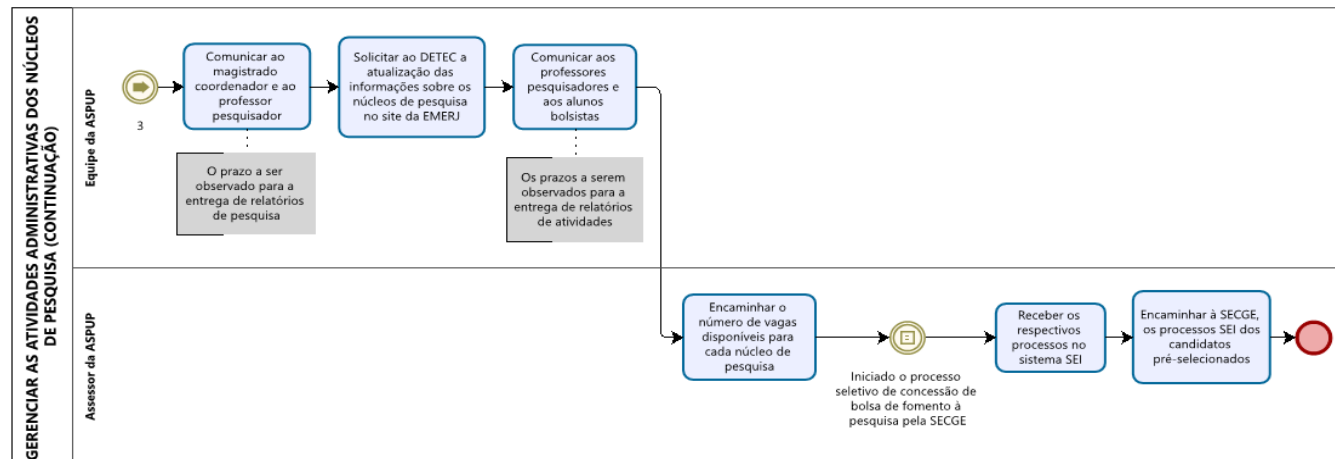 GERENCIAR AS ATIVIDADES ADMINISTRATIVAS DOS NÚCLEOS
DE PESQUISA (CONTINUAÇÃO)
Equipe da ASPUP
3
Comunicar ao
magistrado
coordenador e ao
professor
pesquisador
O prazo a ser
observado para a
entrega de relatórios
de pesquisa
Solicitar ao DETEC a
atualização das
informações sobre os
núcleos de pesquisa
no site da EMERJ
Comunicar aos
professores
pesquisadores e
aos alunos
bolsistas
Os prazos a serem
observados para a
entrega de relatórios
de atividades
Assessor da ASPUP
Encaminhar o
número de vagas
disponíveis para
cada núcleo de
pesquisa
Iniciado o processo
seletivo de concessão de
bolsa de fomento à
pesquisa pela SECGE
Receber os
respectivos
processos no
sistema SEI
Encaminhar à SECGE,
os processos SEI dos
candidatos
pré-selecionados